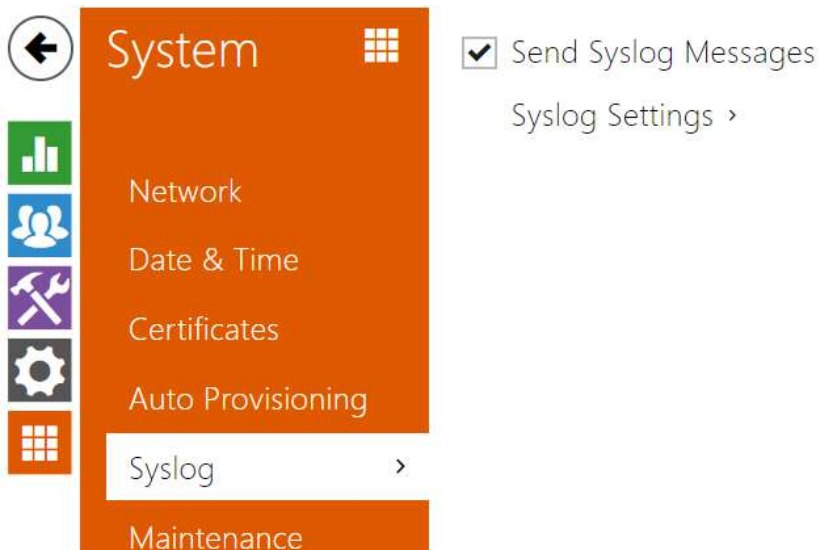 System
Network
Date & Time
Certificates
Auto Provisioning
Syslog
Maintenance
Send Syslog Messages
Syslog Settings ›